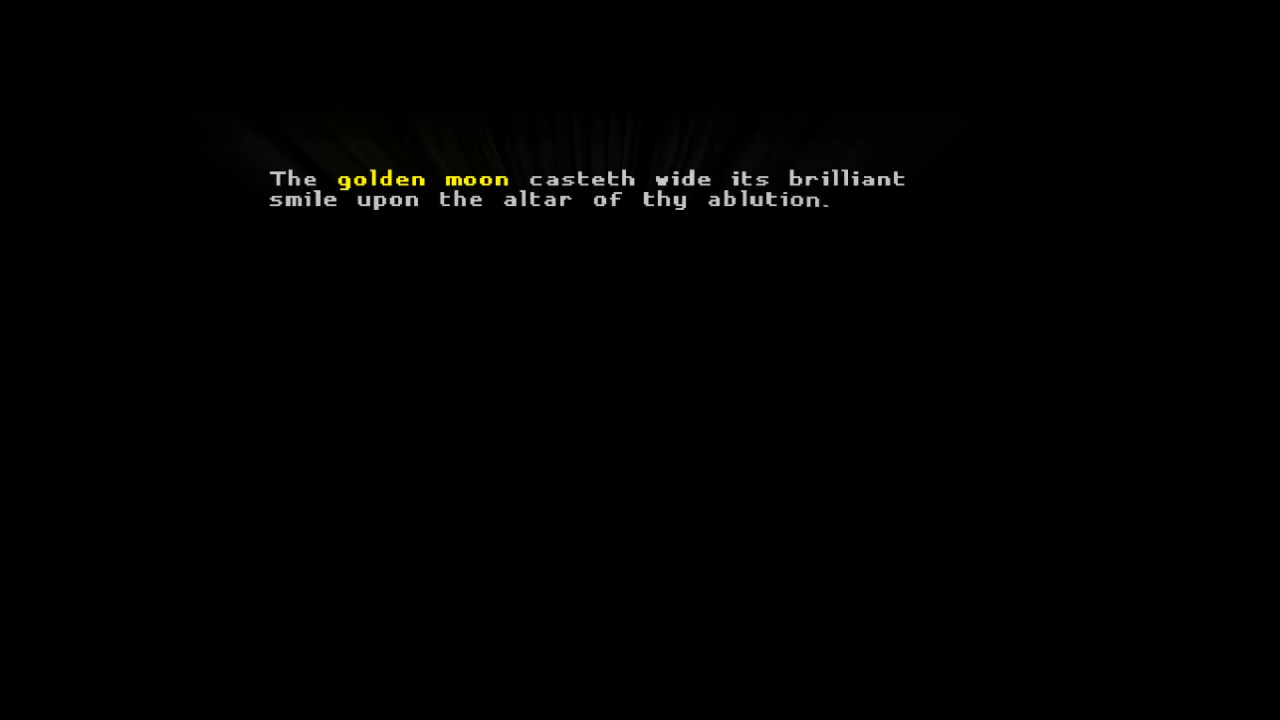 The golden moon casteth wide its brilliant
smile upon the altar of thy ablution.